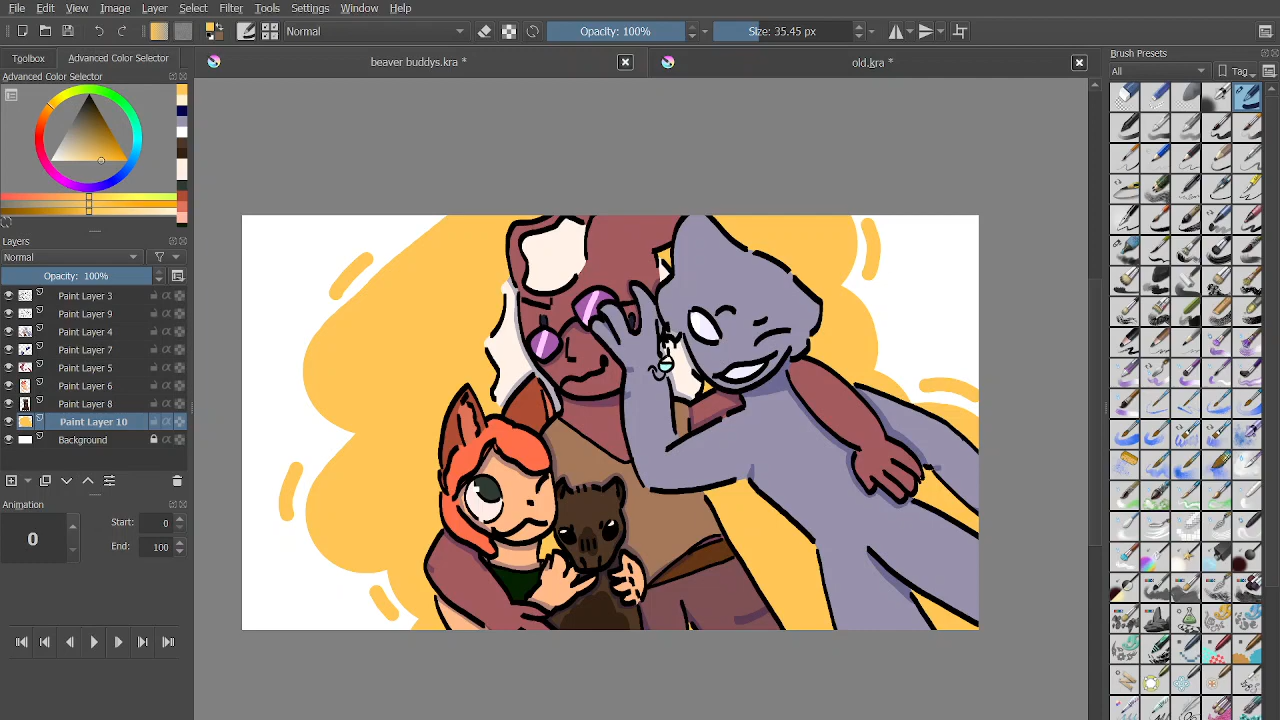 File Edit View Image Layer Select Filter Tools Settings Window Help
Normal Opacity: 100% Size: 35.45 px
Toolbox Advanced Color Selector
beaver buddys.kra * old.kra *
Brush Presets
Advanced Color Selector
All Tag
Layers
Normal
Opacity: 100%
Paint Layer 3
Paint Layer 9
Paint Layer 4
Paint Layer 7
Paint Layer 5
Paint Layer 6
Paint Layer 8
Paint Layer 10
Background
Animation
0 Start: 0
End: 100